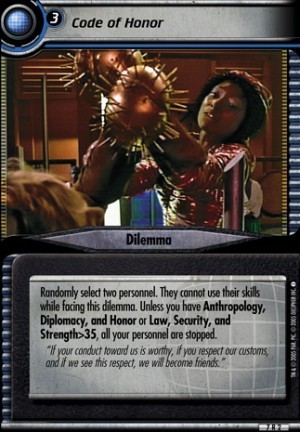 3 Code of Honor
Dilemma
Randomly select two personnel. They cannot use their skills
while facing this dilemma. Unless you have Anthropology,
Diplomacy, and Honor or Law, Security, and
Strength>35, all your personnel are stopped.
"If your conduct toward us is worthy, if you respect our customs,
and if we see this respect, we will become friends."
7 R 2